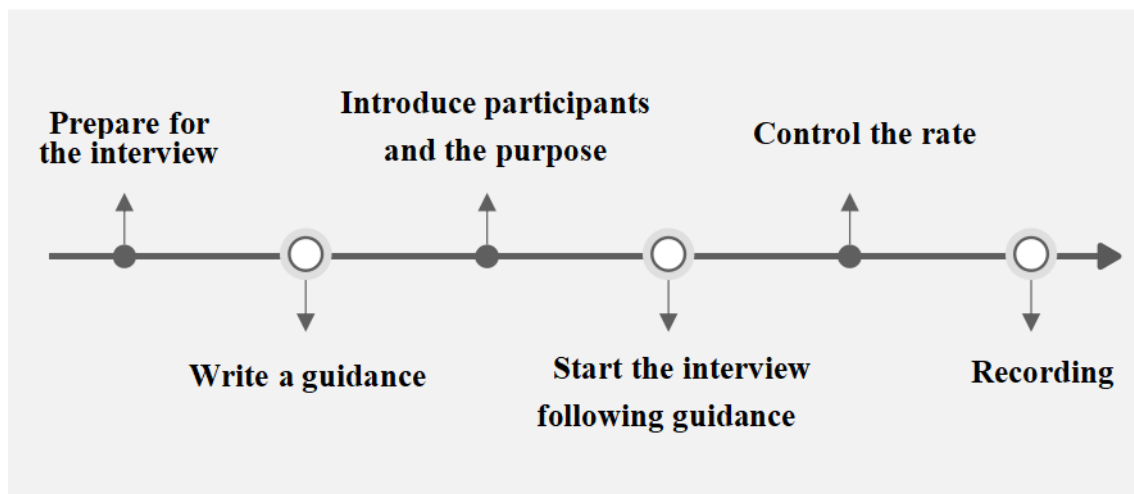 Prepare for
the interview
Write a guidance
Introduce participants
and the purpose
Start the interview
following guidance
Control the rate
Recording